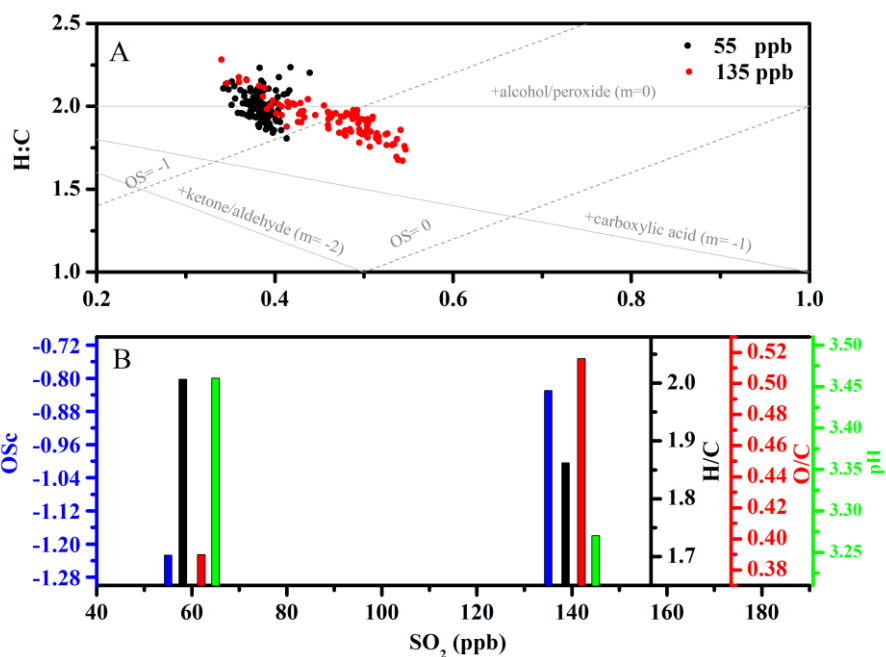 A
55 ppb
135 ppb
H:C
2.5
2.0
1.5
1.0
+alcohol/peroxide (m=0)
OS= -1
+ketone/aldehyde (m= -2)
OS= 0
+carboxylic acid (m= -1)
0.2 0.4 0.6 0.8 1.0
B
OSc
-0.72
-0.80
-0.88
-0.96
-1.04
-1.12
-1.20
-1.28
2.0
1.9
1.8
1.7
H/C
0.52
0.50
0.48
0.46
0.44
0.42
0.40
0.39
0.38
O/C
3.50
3.45
3.40
3.35
3.30
3.25
pH
40 60 80 100 120 140 160 180
SO2 (ppb)